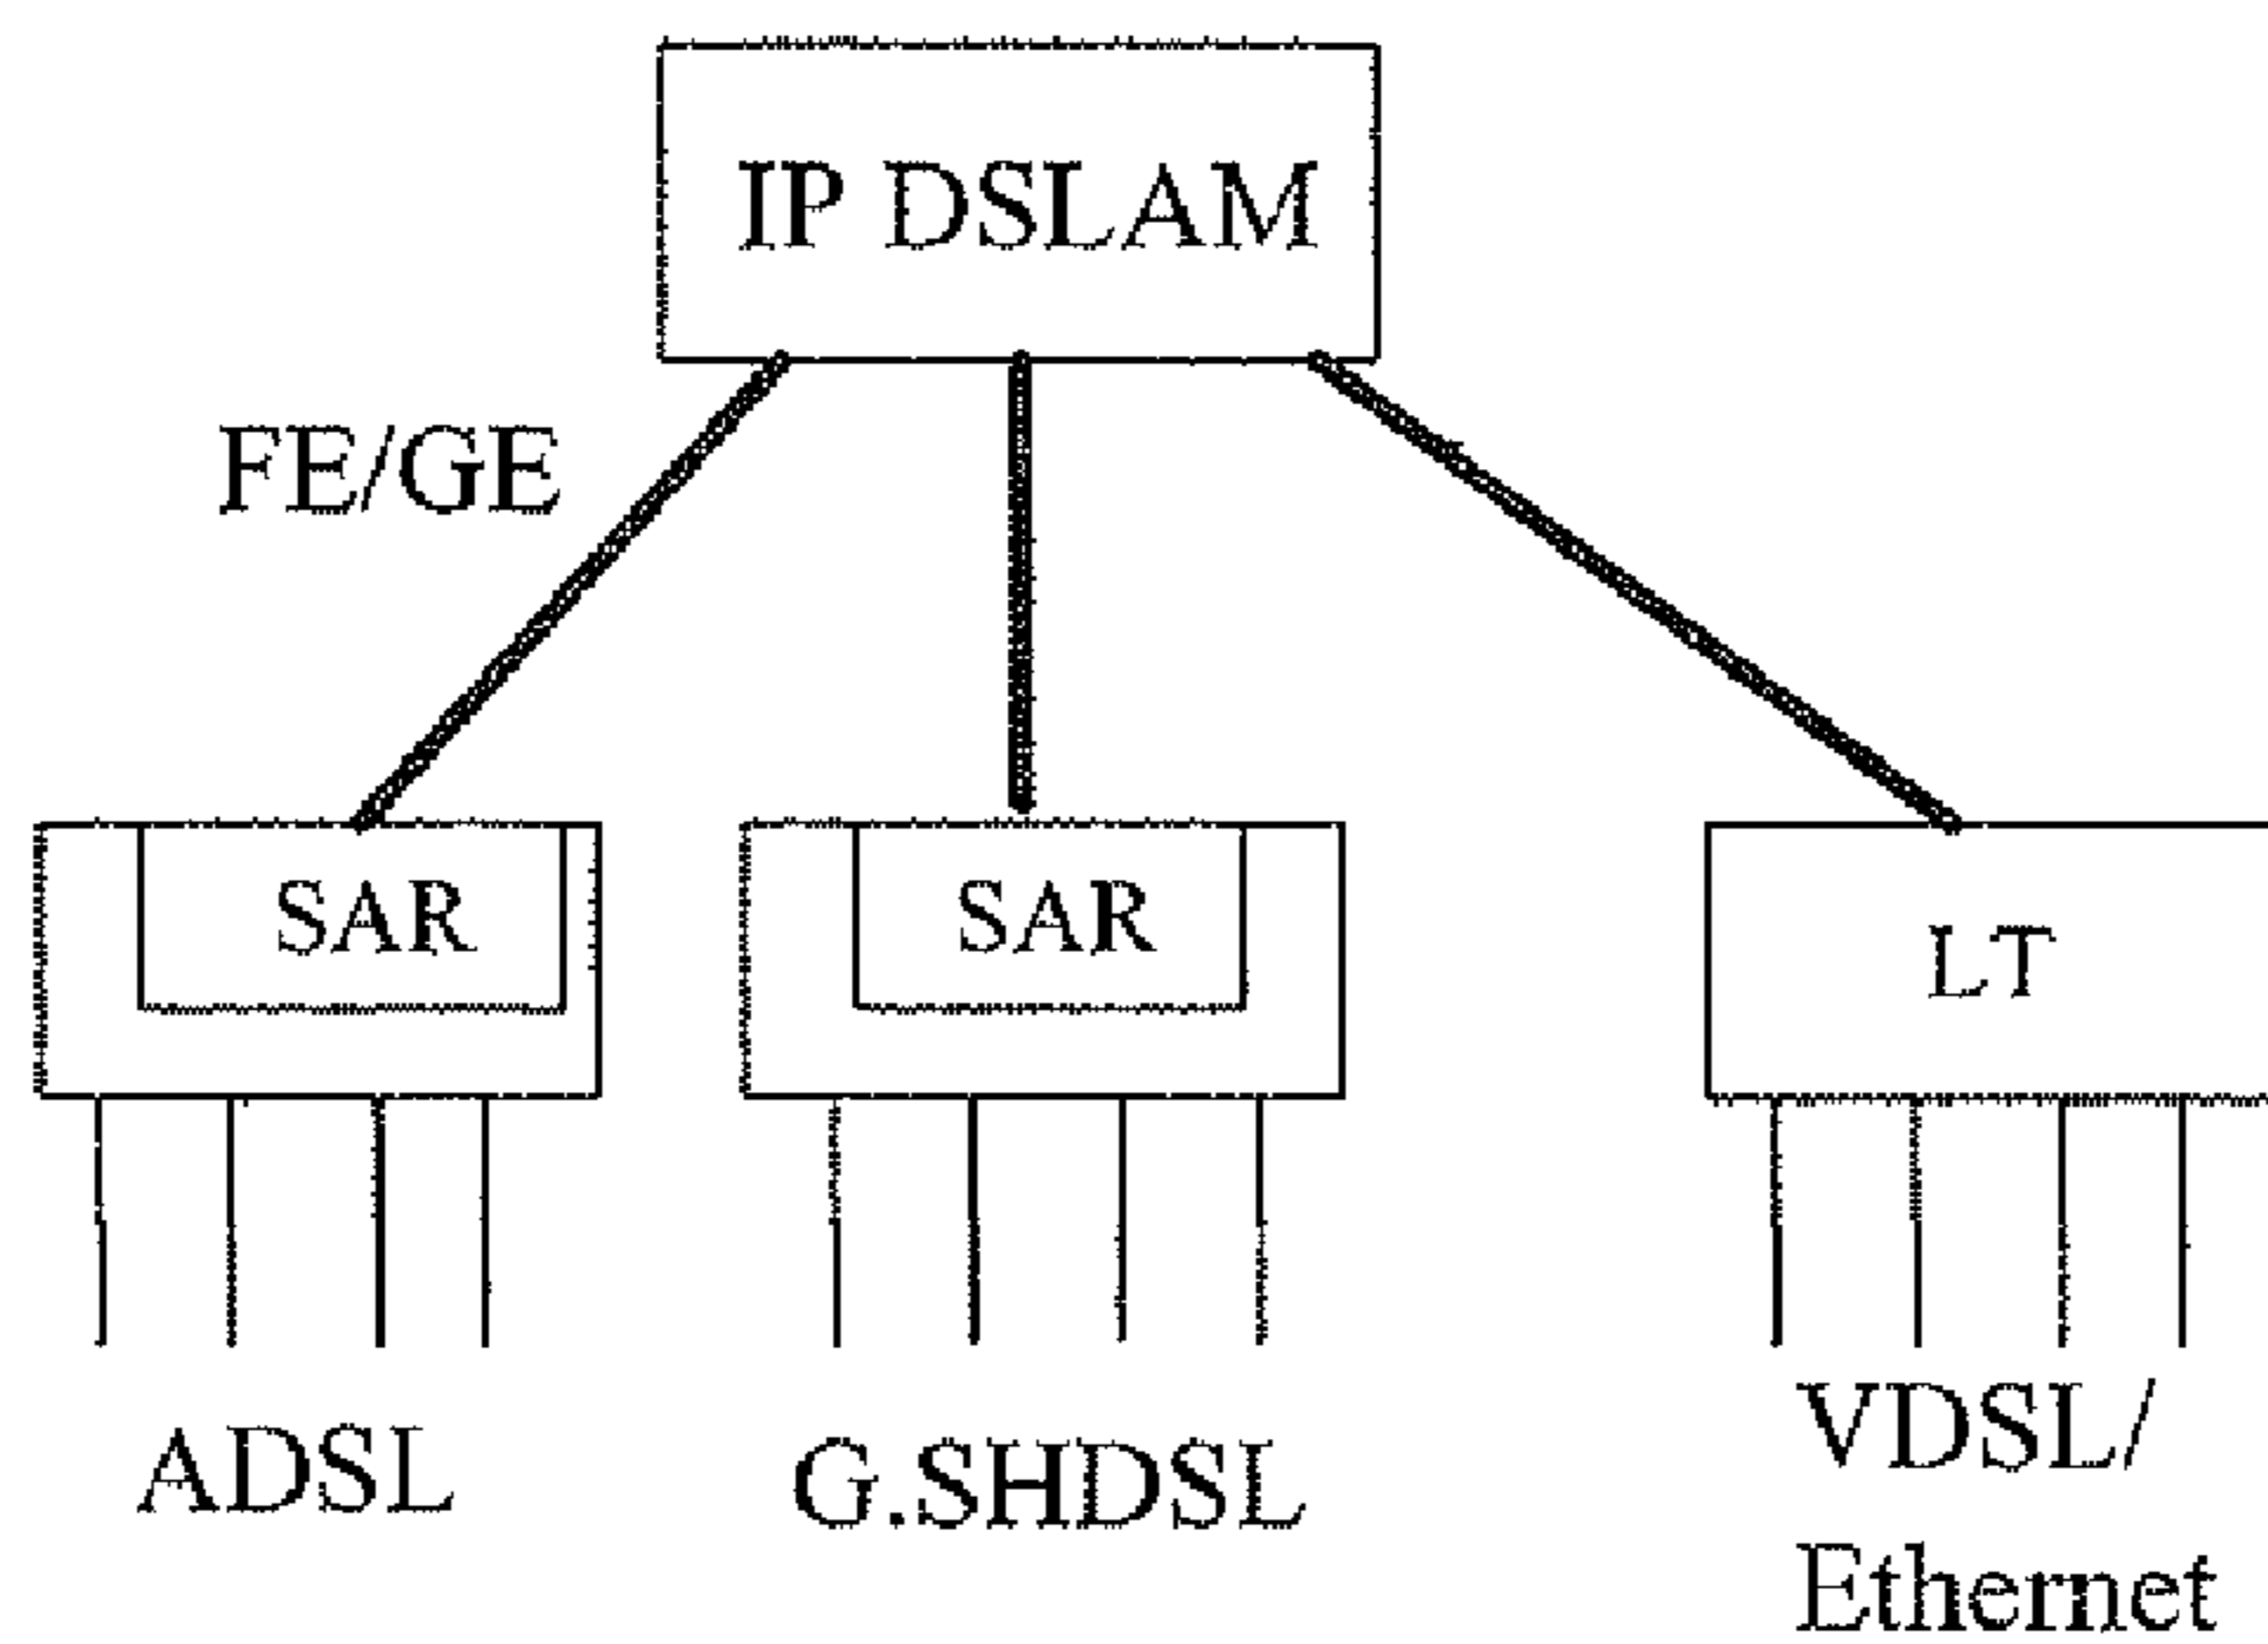 IP DSLAM
FE/GE
SAR
SAR
LT
ADSL
G.SHDSL
VDSL/
Ethernet